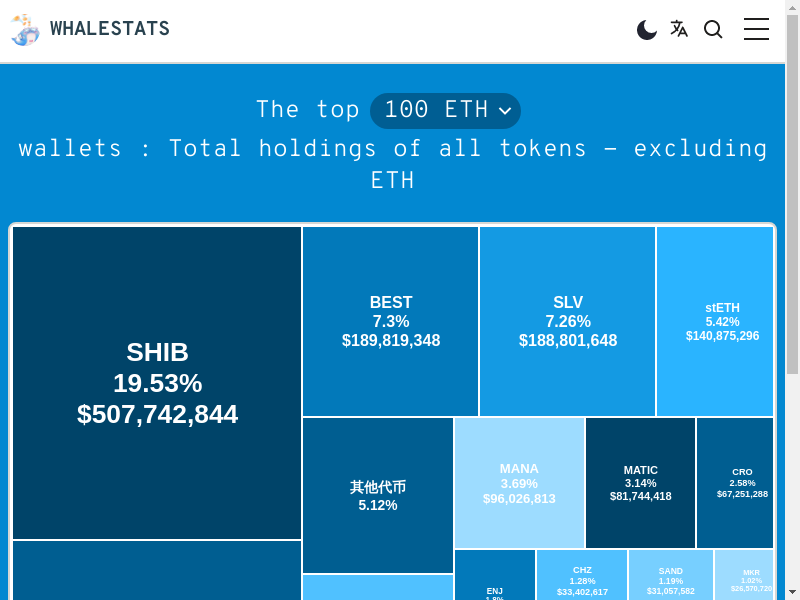 WHALESTATS
The top 100 ETH
wallets : Total holdings of all tokens - excluding
ETH
SHIB
19.53%
$507,742,844
BEST
7.3%
$189,819,348
SLV
7.26%
$188,801,648
stETH
5.42%
$140,875,296
其他代币
5.12%
MANA
3.69%
$96,026,813
MATIC
3.14%
$81,744,418
CRO
2.58%
$67,251,288
ENJ
1.8%
CHZ
1.28%
$33,402,617
SAND
1.19%
$31,057,582
MKR
1.02%
$26,570,720